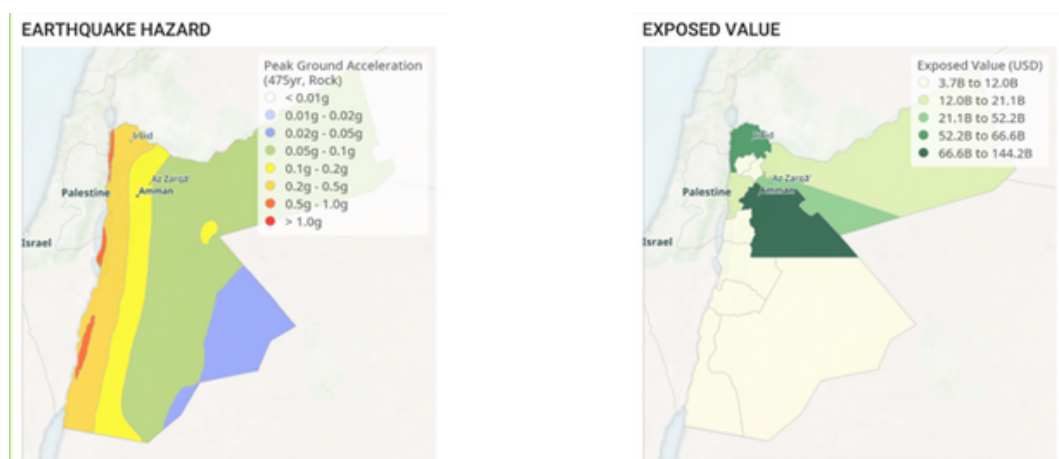 EARTHQUAKE HAZARD
Peak Ground Acceleration
(475yr, Rock)
< 0.01g
0.01g - 0.02g
0.02g - 0.05g
0.05g - 0.1g
0.1g - 0.2g
0.2g - 0.5g
0.5g - 1.0g
> 1.0g
Irbid
Az Zarqā'
Amman
Palestine
Israel
EXPOSED VALUE
Exposed Value (USD)
3.7B to 12.0B
12.0B to 21.1B
21.1B to 52.2B
52.2B to 66.6B
66.6B to 144.2B
Irbid
Az Zarqā'
Amman
Palestine
Israel